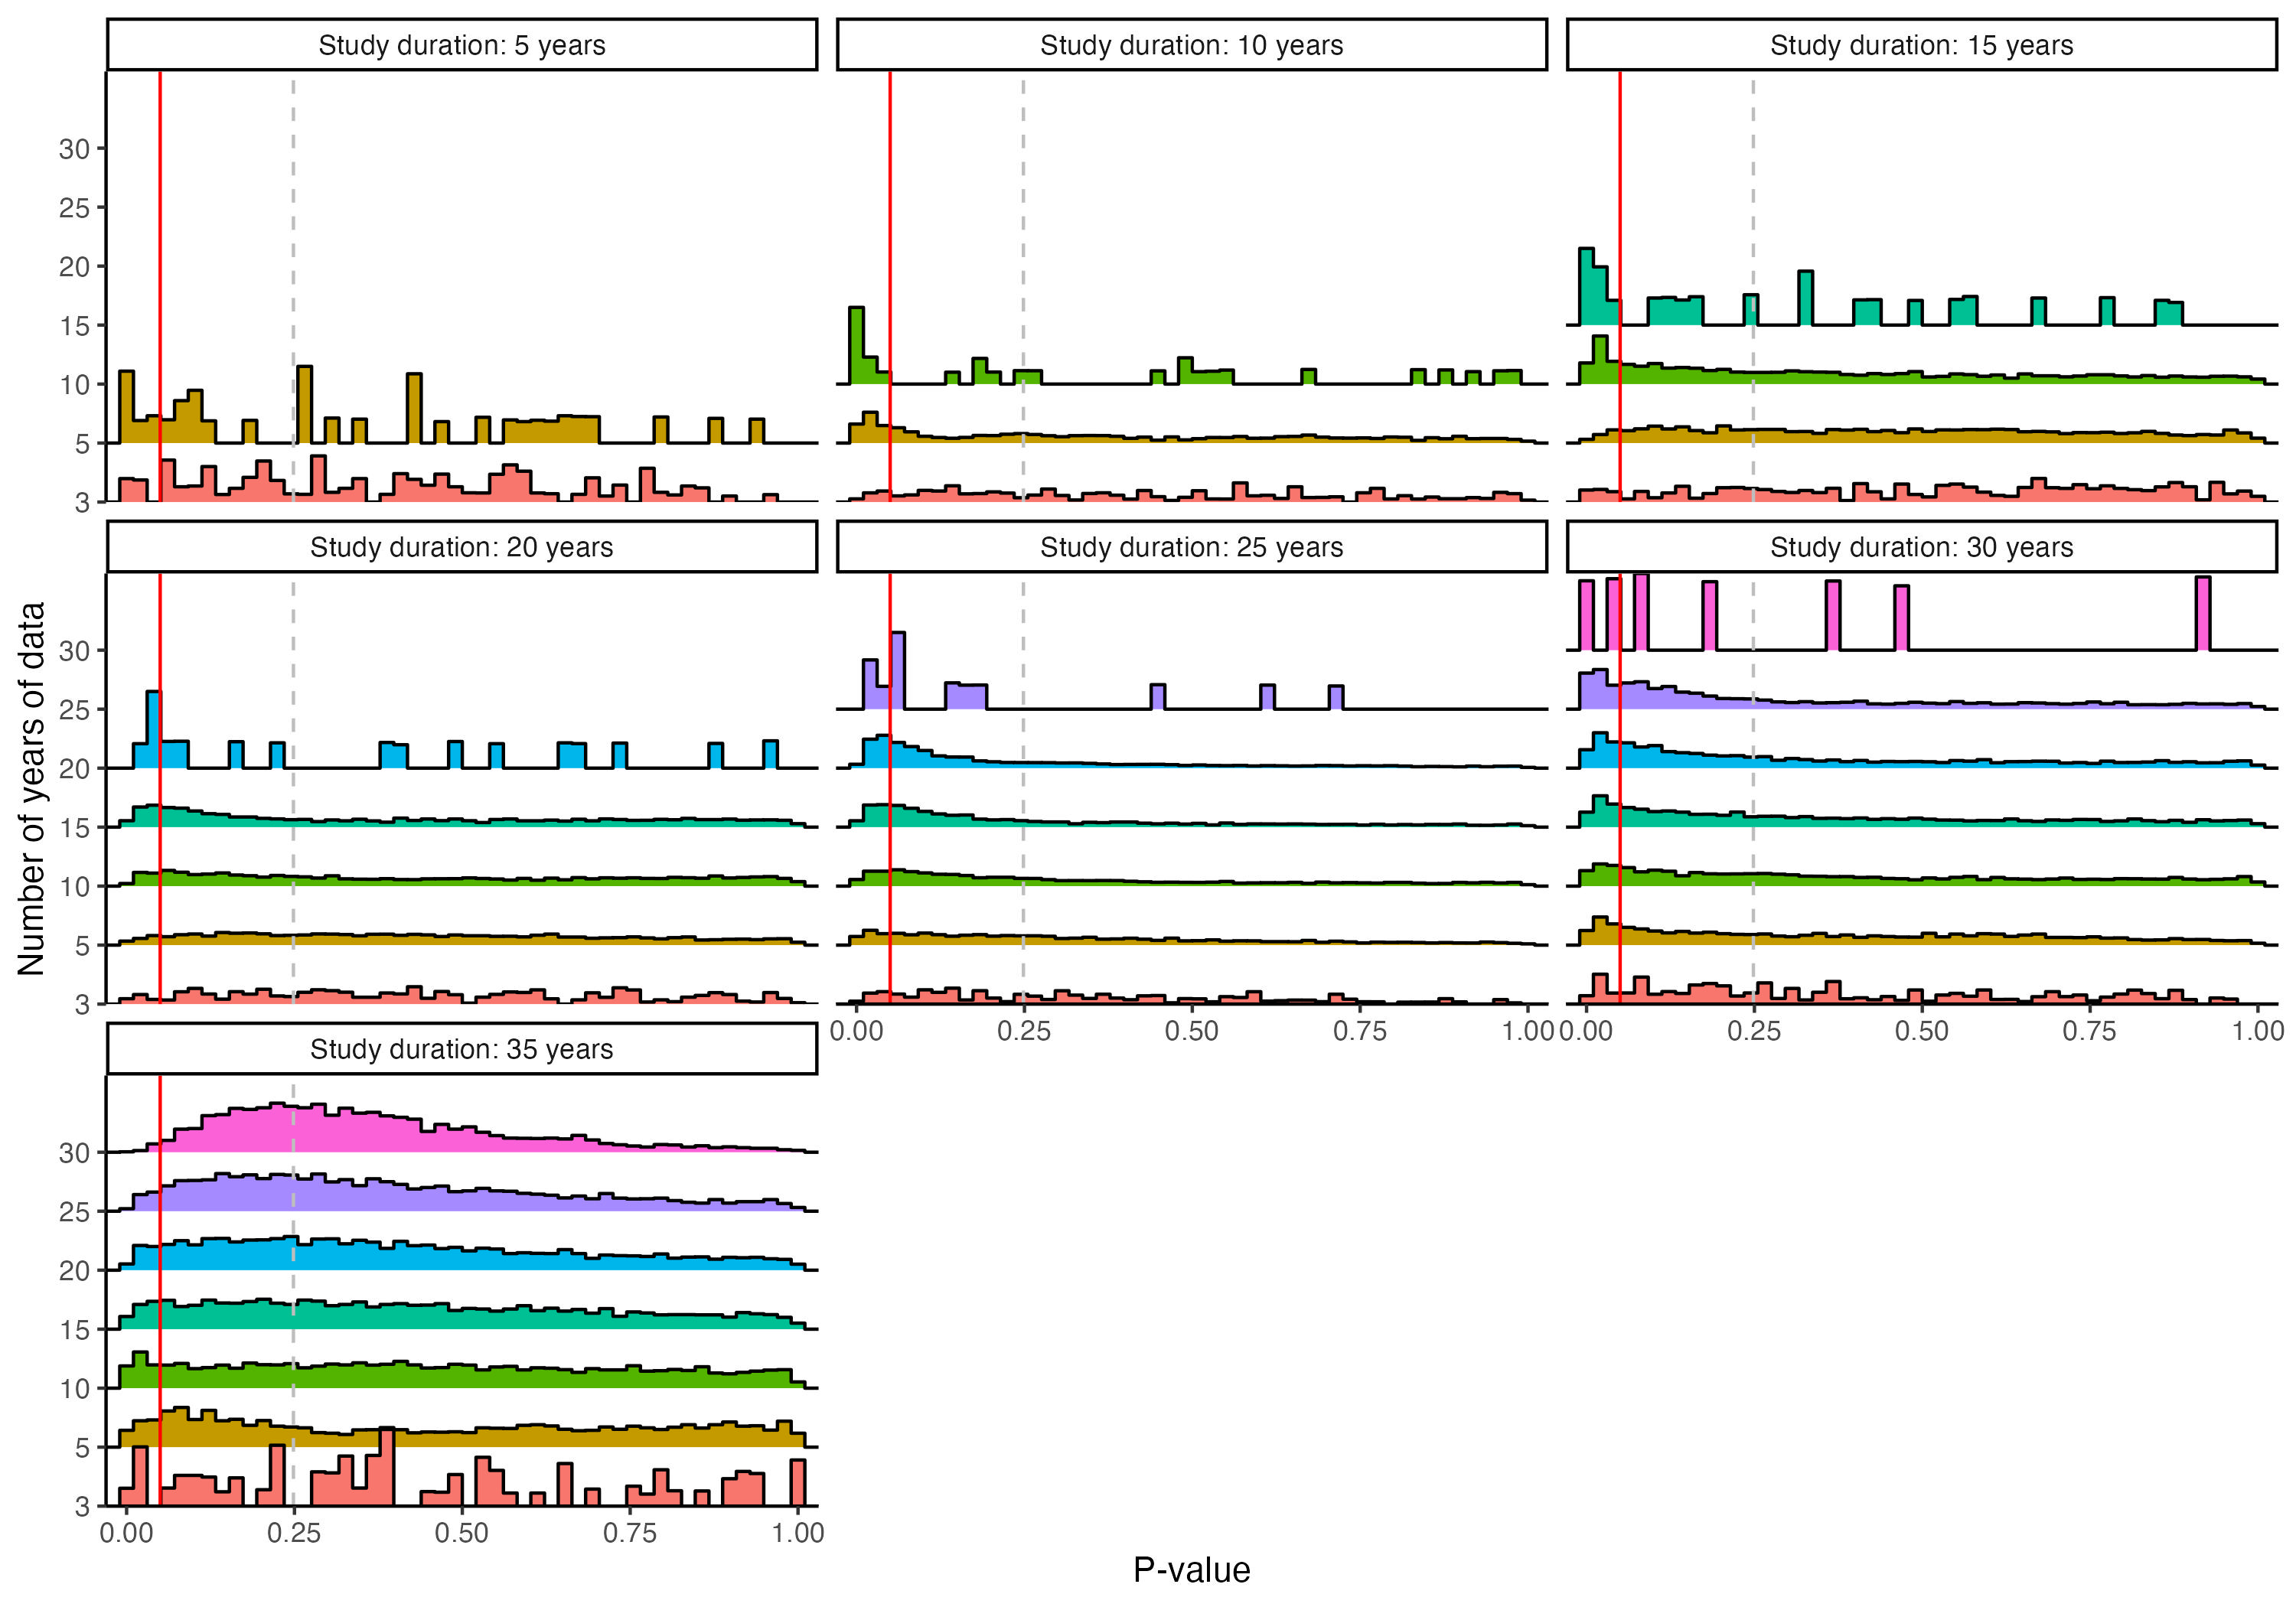 Study duration: 5 years
Study duration: 10 years
Study duration: 15 years
30
25
20
15
10
5
3
Study duration: 20 years
Study duration: 25 years
Study duration: 30 years
Number of years of data
30
25
20
15
10
5
3
0.00 0.25 0.50 0.75 1.00
0.00 0.25 0.50 0.75 1.00
Study duration: 35 years
30
25
20
15
10
5
3
0.00 0.25 0.50 0.75 1.00
P-value